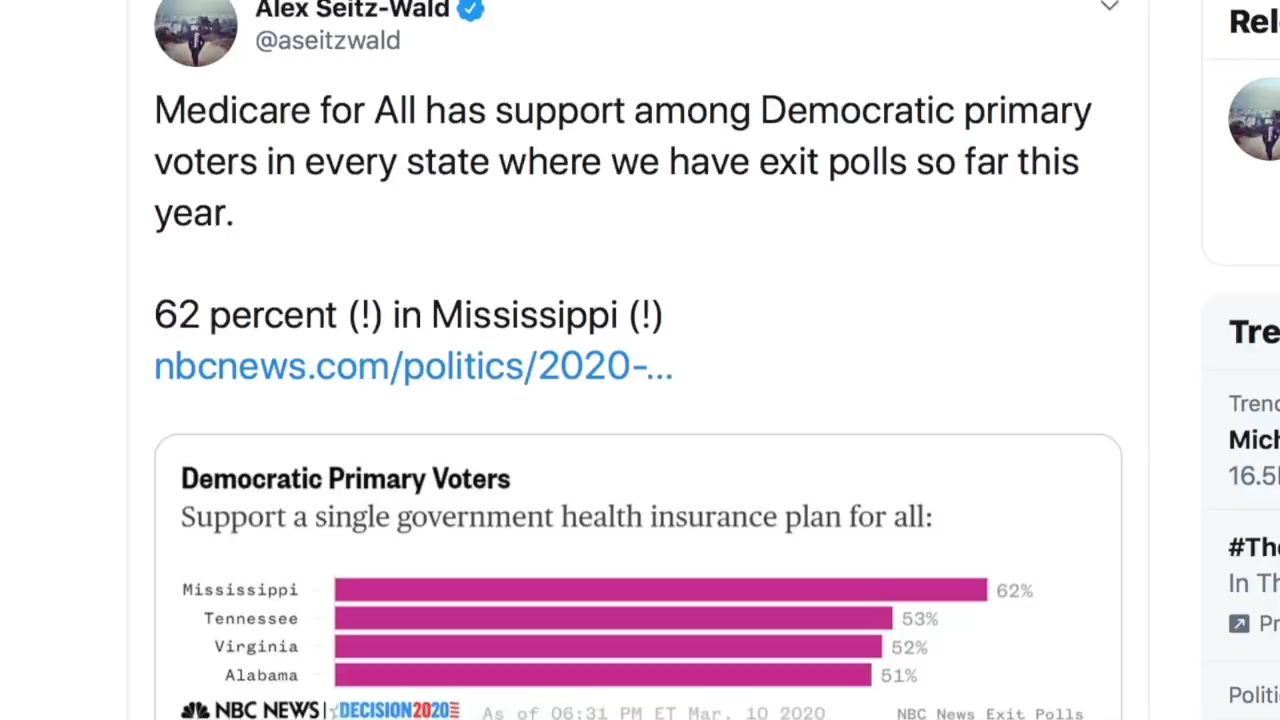 Alex Seitz-Wald
@aseitzwald
Medicare for All has support among Democratic primary
voters in every state where we have exit polls so far this
year.
62 percent (!) in Mississippi (!)
nbcnews.com/politics/2020-...
Democratic Primary Voters
Support a single government health insurance plan for all:
Mississippi 62%
Tennessee 53%
Virginia 52%
Alabama 51%
NBC NEWS | DECISION2020 As of 06:31 PM ET Mar. 10 2020 NBC News Exit Polls
Rel
Tre
Trend
Mich
16.5
#The
In Th
Pr
Politi